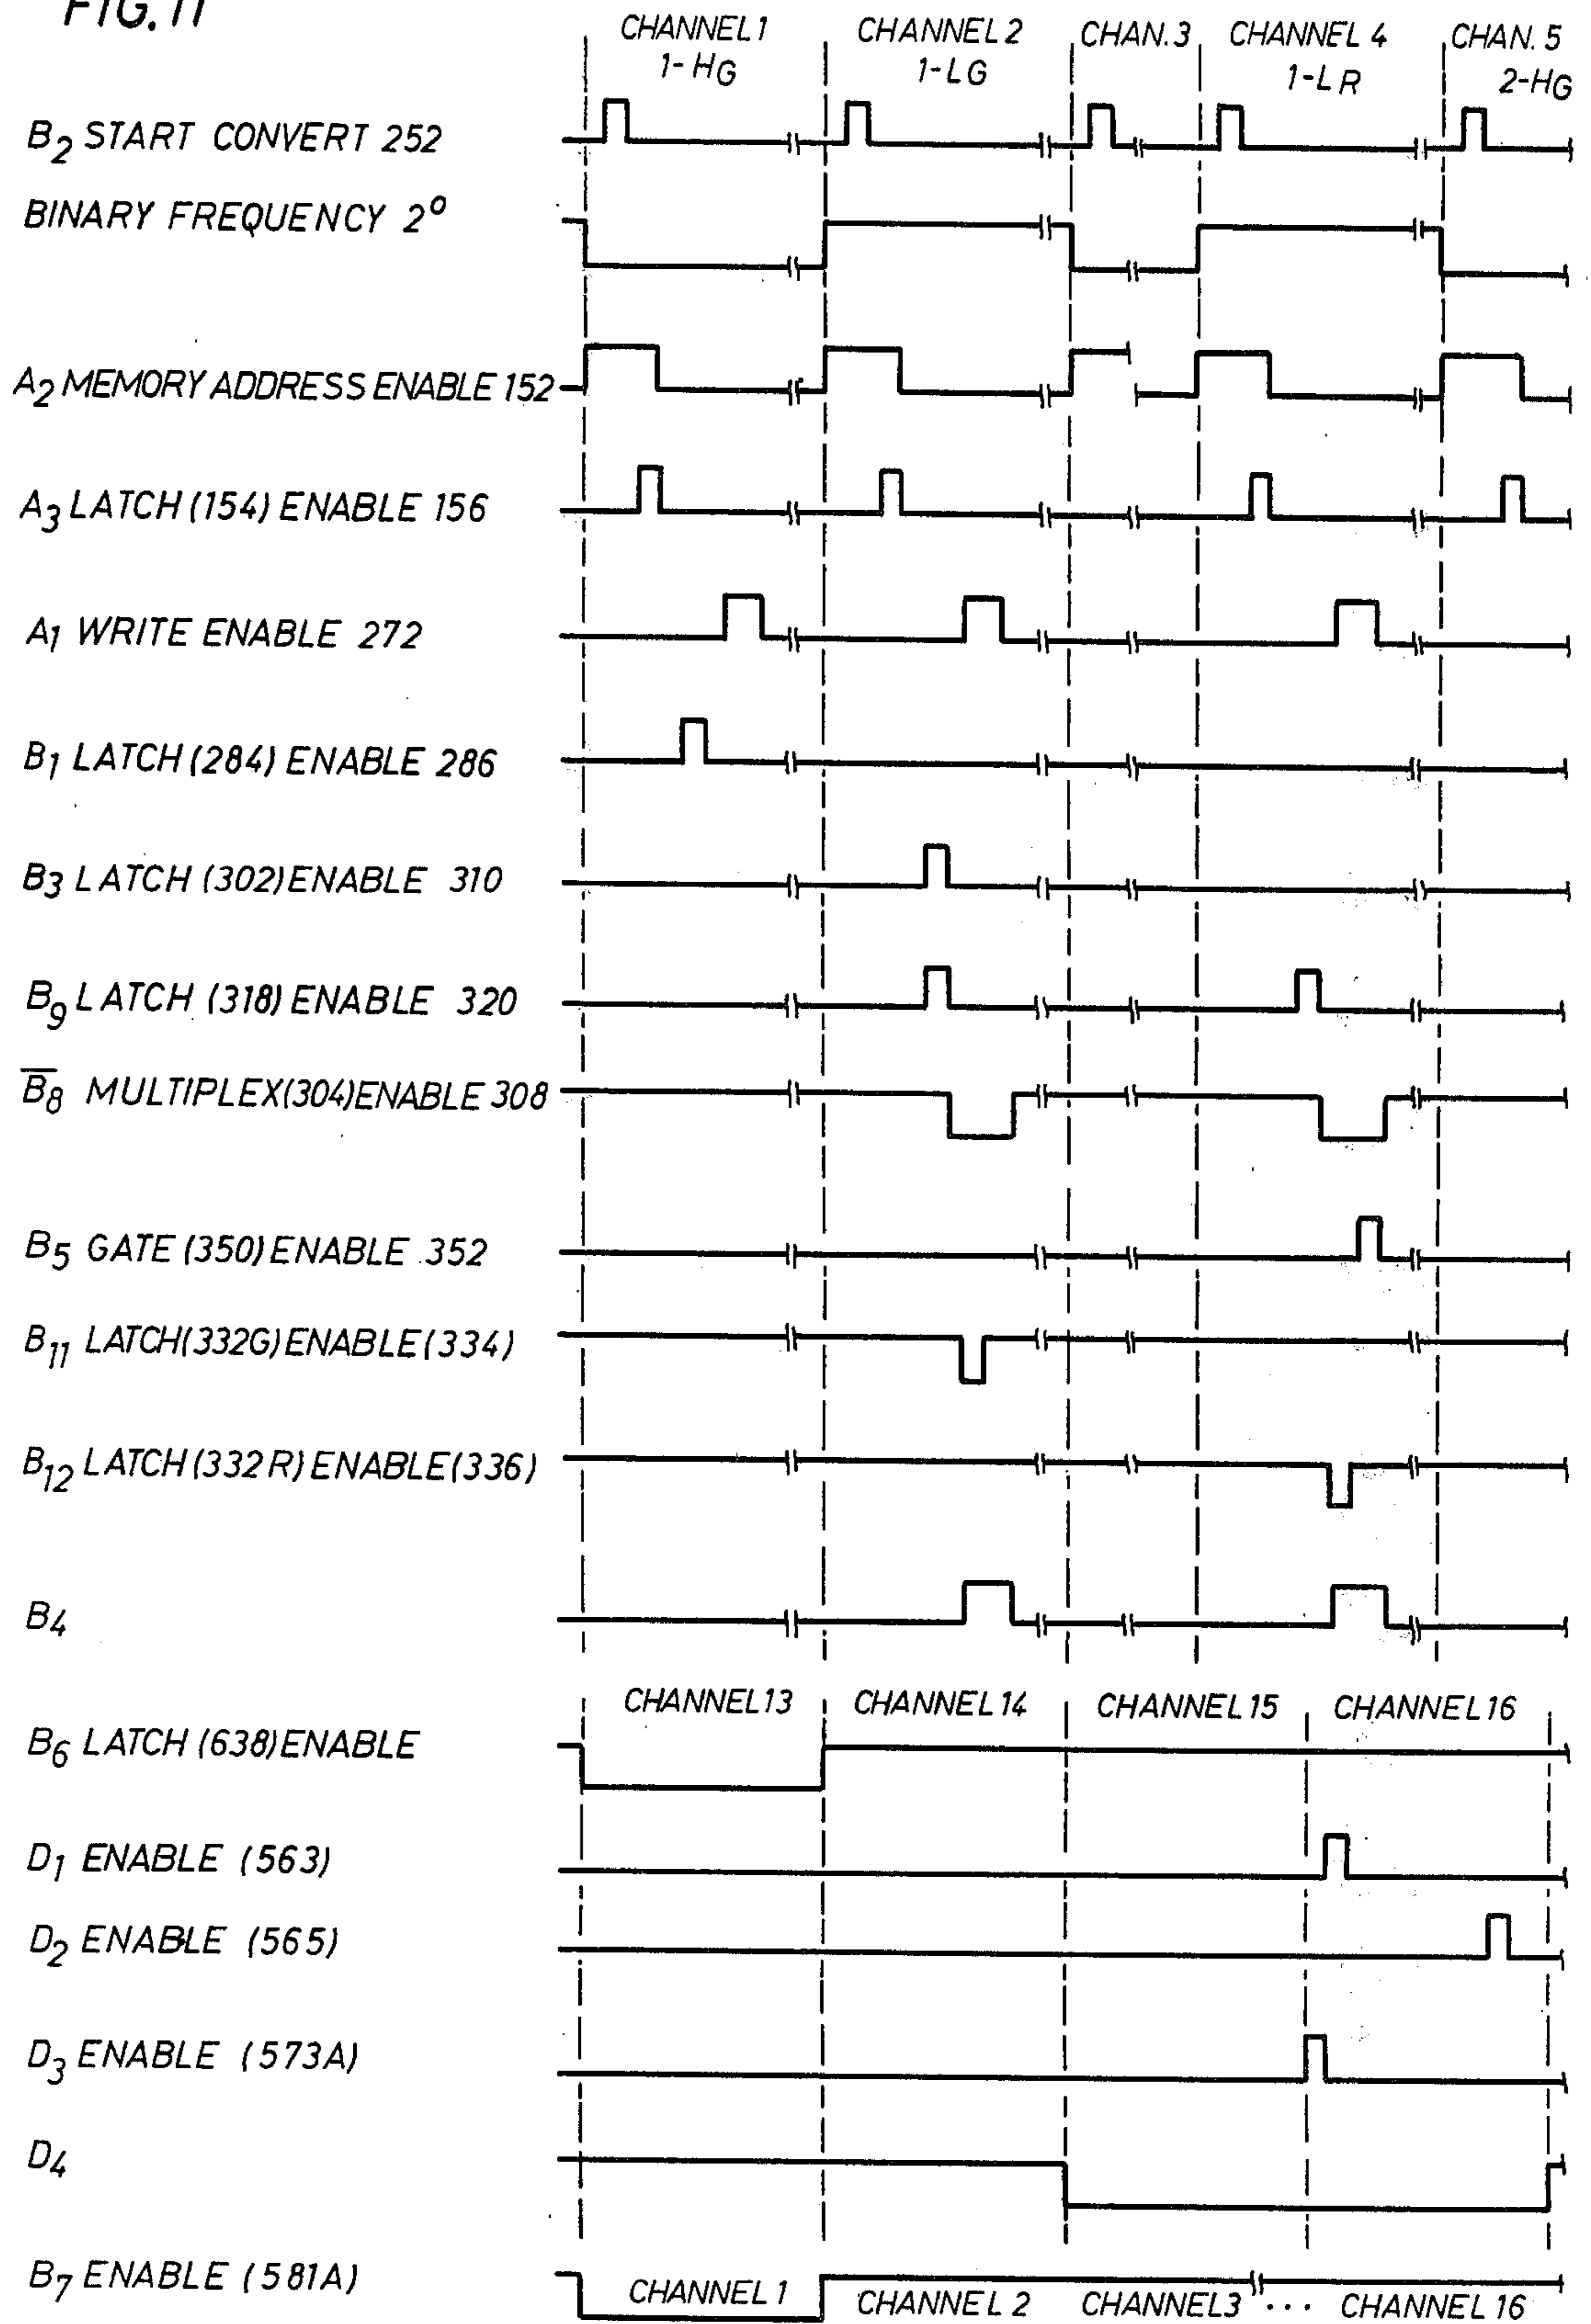 FIG. 11
CHANNEL 1 CHANNEL 2 CHAN. 3 CHANNEL 4 CHAN. 5
1-HG 1-LG 1-LR 2-HG
B2 START CONVERT 252
BINARY FREQUENCY 2⁰
A2 MEMORY ADDRESS ENABLE 152
A3 LATCH (154) ENABLE 156
A1 WRITE ENABLE 272
B1 LATCH (284) ENABLE 286
B3 LATCH (302) ENABLE 310
B9 LATCH (318) ENABLE 320
B̅8 MULTIPLEX (304) ENABLE 308
B5 GATE (350) ENABLE 352
B11 LATCH (332G) ENABLE (334)
B12 LATCH (332R) ENABLE (336)
B4
CHANNEL 13 CHANNEL 14 CHANNEL 15 CHANNEL 16
B6 LATCH (638) ENABLE
D1 ENABLE (563)
D2 ENABLE (565)
D3 ENABLE (573A)
D4
B7 ENABLE (581A)
CHANNEL 1 CHANNEL 2 CHANNEL 3 ... CHANNEL 16